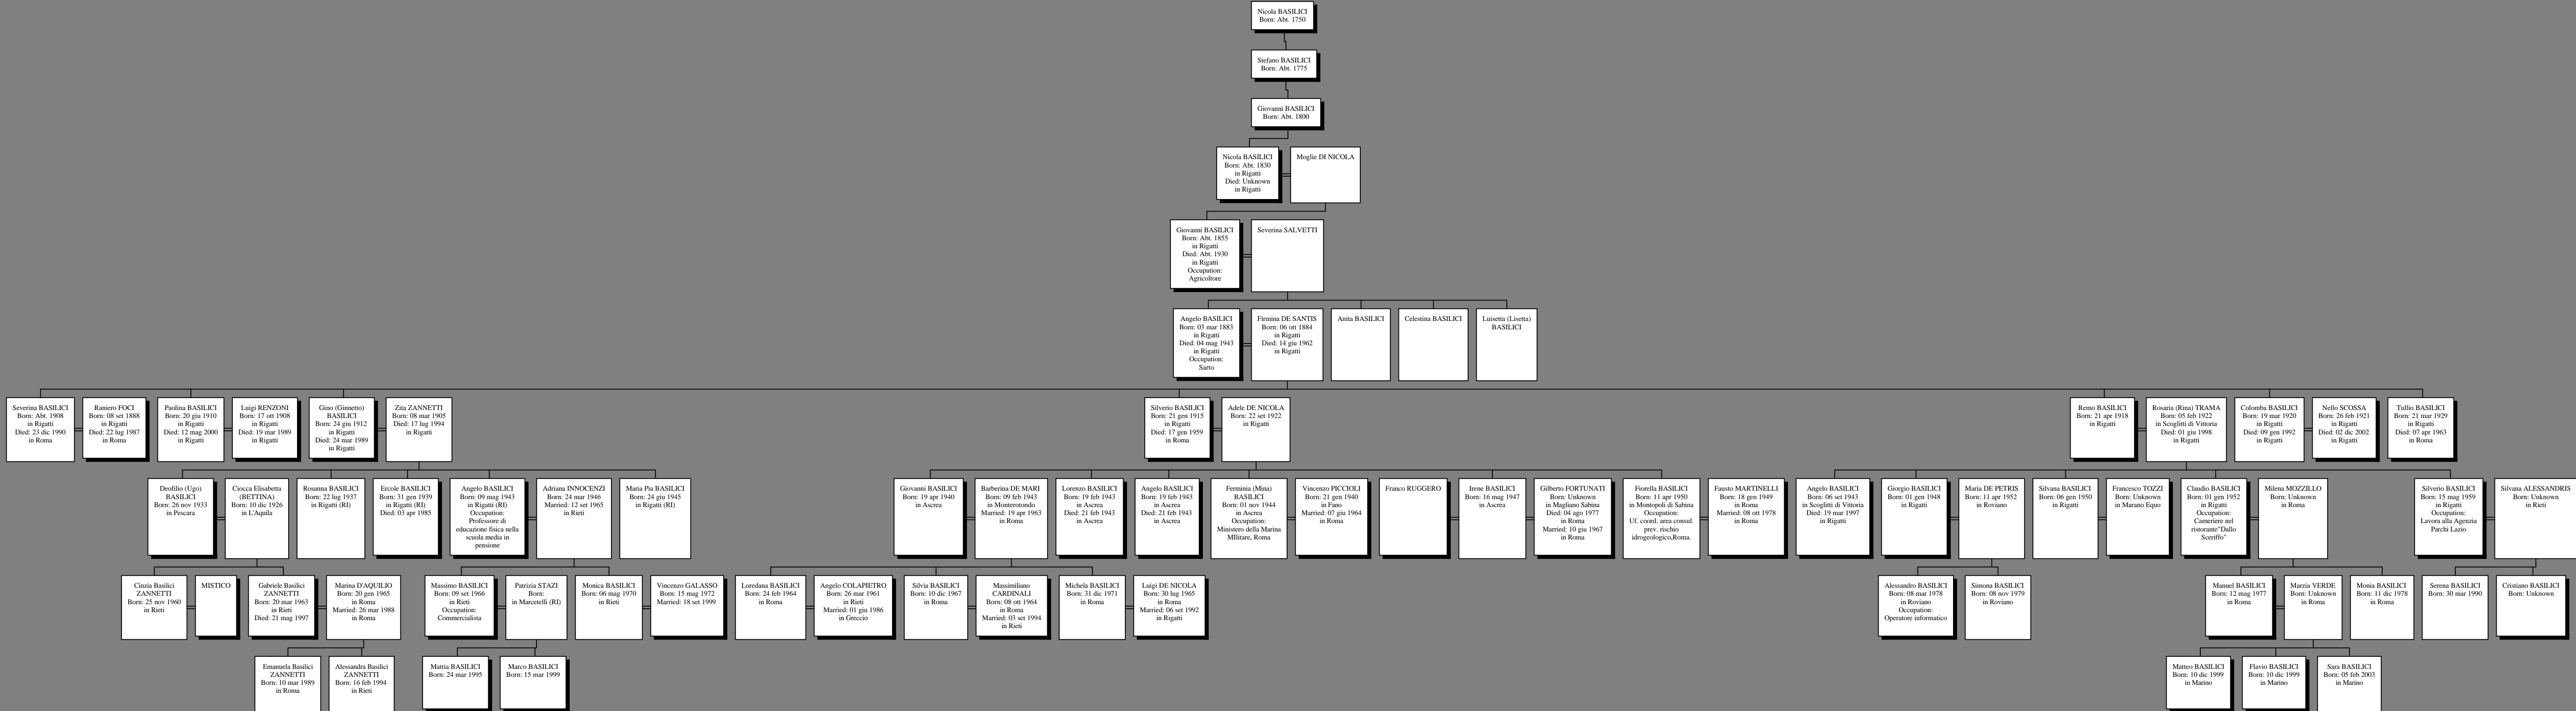 Nicola BASILICI
Born: Abt. 1750
Stefano BASILICI
Born: Abt. 1775
Giovanni BASILICI
Born: Abt. 1800
Nicola BASILICI
Born: Abt. 1830
in Rigatti
Died: Unknown
in Rigatti
Moglie DI NICOLA
Giovanni BASILICI
Born: Abt. 1855
in Rigatti
Died: Abt. 1930
in Rigatti
Occupation:
Agricoltore
Severina SALVETTI
Angelo BASILICI
Born: 03 mar 1883
in Rigatti
Died: 04 mag 1943
in Rigatti
Occupation:
Sarto
Firmina DE SANTIS
Born: 06 ott 1884
in Rigatti
Died: 14 giu 1962
in Rigatti
Anita BASILICI
Celestina BASILICI
Luisetta (Lisetta)
BASILICI
Severina BASILICI
Born: Abt. 1908
in Rigatti
Died: 23 dic 1990
in Roma
Raniero FOCI
Born: 08 set 1888
in Rigatti
Died: 22 lug 1987
in Roma
Paolina BASILICI
Born: 20 giu 1910
in Rigatti
Died: 12 mag 2000
in Rigatti
Luigi RENZONI
Born: 17 ott 1908
in Rigatti
Died: 19 mar 1989
in Rigatti
Gino (Ginnetto)
BASILICI
Born: 24 giu 1912
in Rigatti
Died: 24 mar 1989
in Rigatti
Zita ZANNETTI
Born: 08 mar 1905
Died: 17 lug 1994
in Rigatti
Silverio BASILICI
Born: 21 gen 1915
in Rigatti
Died: 17 gen 1959
in Roma
Adele DE NICOLA
Born: 22 set 1922
in Rigatti
Remo BASILICI
Born: 21 apr 1918
in Rigatti
Rosaria (Rina) TRAMA
Born: 05 feb 1922
in Scoglitti di Vittoria
Died: 01 giu 1998
in Rigatti
Colomba BASILICI
Born: 19 mar 1920
in Rigatti
Died: 09 gen 1992
in Rigatti
Nello SCOSSA
Born: 26 feb 1921
in Rigatti
Died: 02 dic 2002
in Rigatti
Tullio BASILICI
Born: 21 mar 1929
in Rigatti
Died: 07 apr 1963
in Roma
Deofilio (Ugo)
BASILICI
Born: 26 nov 1933
in Pescara
Ciocca Elisabetta
(BETTINA)
Born: 10 dic 1926
in L'Aquila
Rosanna BASILICI
Born: 22 lug 1937
in Rigatti (RI)
Ercole BASILICI
Born: 31 gen 1939
in Rigatti (RI)
Died: 03 apr 1985
Angelo BASILICI
Born: 09 mag 1943
in Rigatti (RI)
Occupation:
Professore di
educazione fisica nella
scuola media in
pensione
Adriana INNOCENZI
Born: 24 mar 1946
Married: 12 set 1965
in Rieti
Maria Pia BASILICI
Born: 24 giu 1945
in Rigatti (RI)
Giovanni BASILICI
Born: 19 apr 1940
in Ascrea
Barberina DE MARI
Born: 09 feb 1943
in Monterotondo
Married: 19 apr 1963
in Roma
Lorenzo BASILICI
Born: 19 feb 1943
in Ascrea
Died: 21 feb 1943
in Ascrea
Angelo BASILICI
Born: 19 feb 1943
in Ascrea
Died: 21 feb 1943
in Ascrea
Ferminia (Mina)
BASILICI
Born: 01 nov 1944
in Ascrea
Occupation:
Ministero della Marina
MIlitare, Roma
Vincenzo PICCIOLI
Born: 21 gen 1940
in Fano
Married: 07 giu 1964
in Roma
Franco RUGGERO
Irene BASILICI
Born: 16 mag 1947
in Ascrea
Gilberto FORTUNATI
Born: Unknown
in Magliano Sabina
Died: 04 ago 1977
in Roma
Married: 10 giu 1967
in Roma
Fiorella BASILICI
Born: 11 apr 1950
in Montopoli di Sabina
Occupation:
Uf. coord. area consul.
prev. rischio
idrogeologico,Roma.
Fausto MARTINELLI
Born: 18 gen 1949
in Roma
Married: 08 ott 1978
in Roma
Angelo BASILICI
Born: 06 set 1943
in Scoglitti di Vittoria
Died: 19 mar 1997
in Rigatti
Giorgio BASILICI
Born: 01 gen 1948
in Rigatti
Maria DE PETRIS
Born: 11 apr 1952
in Roviano
Silvana BASILICI
Born: 06 gen 1950
in Rigatti
Francesco TOZZI
Born: Unknown
in Marano Equo
Claudio BASILICI
Born: 01 gen 1952
in Rigatti
Occupation:
Cameriere nel
ristorante"Dallo
Sceriffo"
Milena MOZZILLO
Born: Unknown
in Roma
Silverio BASILICI
Born: 15 mag 1959
in Rigatti
Occupation:
Lavora alla Agenzia
Parchi Lazio
Silvana ALESSANDRIS
Born: Unknown
in Rieti
Cinzia Basilici
ZANNETTI
Born: 25 nov 1960
in Rieti
MISTICO
Gabriele Basilici
ZANNETTI
Born: 20 mar 1963
in Rieti
Died: 21 mag 1997
Marina D'AQUILIO
Born: 20 gen 1965
in Roma
Married: 26 mar 1988
in Roma
Massimo BASILICI
Born: 09 set 1966
in Rieti
Occupation:
Commercialista
Patrizia STAZI
Born:
in Marcetelli (RI)
Monica BASILICI
Born: 06 mag 1970
in Rieti
Vincenzo GALASSO
Born: 15 mag 1972
Married: 18 set 1999
Loredana BASILICI
Born: 24 feb 1964
in Roma
Angelo COLAPIETRO
Born: 26 mar 1961
in Rieti
Married: 01 giu 1986
in Greccio
Silvia BASILICI
Born: 10 dic 1967
in Roma
Massimiliano
CARDINALI
Born: 08 ott 1964
in Roma
Married: 03 set 1994
in Rieti
Michela BASILICI
Born: 31 dic 1971
in Roma
Luigi DE NICOLA
Born: 30 lug 1965
in Roma
Married: 06 set 1992
in Rigatti
Alessandro BASILICI
Born: 08 mar 1978
in Roviano
Occupation:
Operatore informatico
Simona BASILICI
Born: 08 nov 1979
in Roviano
Manuel BASILICI
Born: 12 mag 1977
in Roma
Marzia VERDE
Born: Unknown
in Roma
Monia BASILICI
Born: 11 dic 1978
in Roma
Serena BASILICI
Born: 30 mar 1990
Cristiano BASILICI
Born: Unknown
Emanuela Basilici
ZANNETTI
Born: 10 mar 1989
in Roma
Alessandra Basilici
ZANNETTI
Born: 16 feb 1994
in Rieti
Mattia BASILICI
Born: 24 mar 1995
Marco BASILICI
Born: 15 mar 1999
Matteo BASILICI
Born: 10 dic 1999
in Marino
Flavio BASILICI
Born: 10 dic 1999
in Marino
Sara BASILICI
Born: 05 feb 2003
in Marino